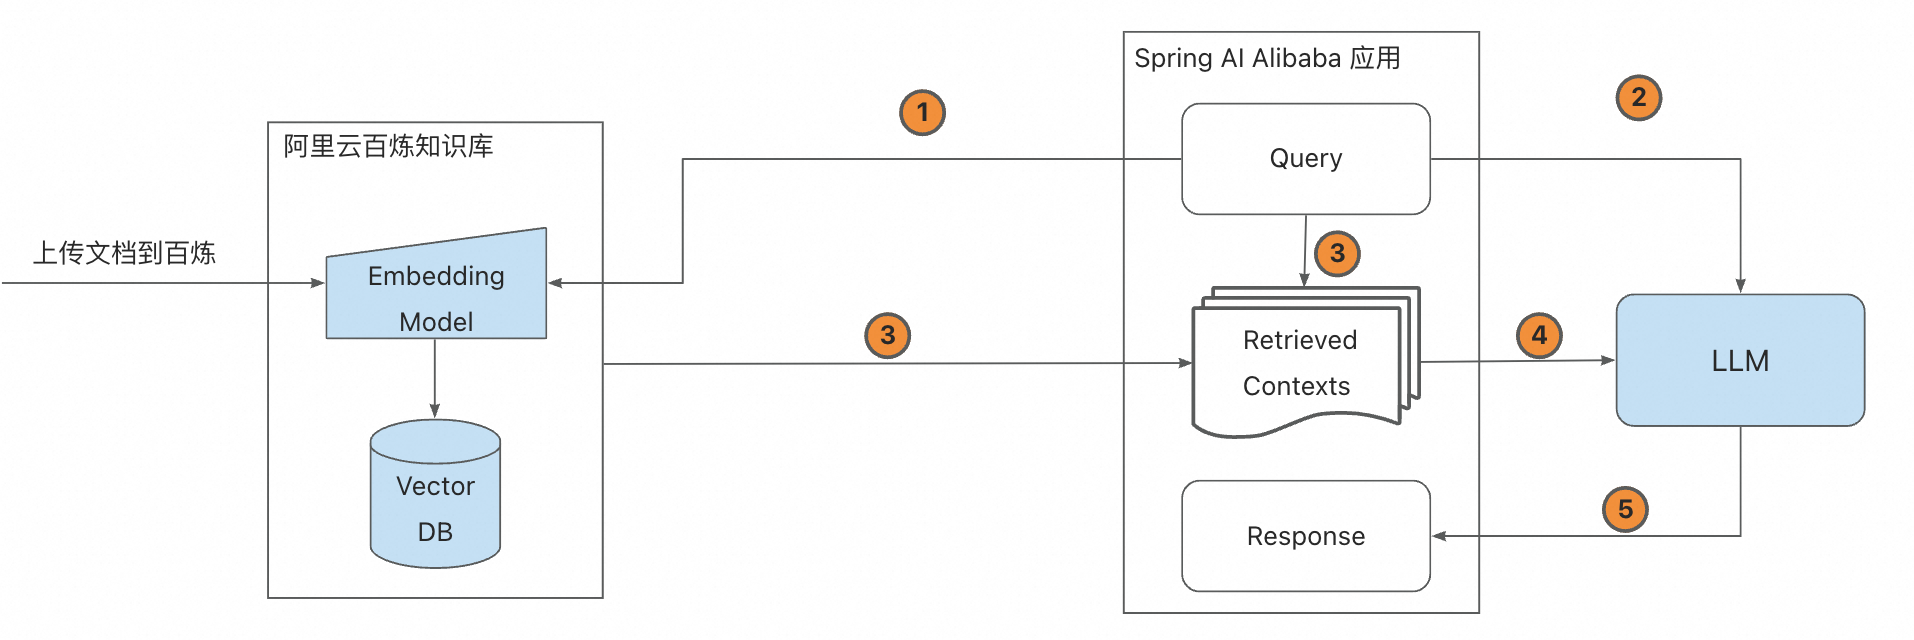 上传文档到百炼
阿里云百炼知识库
Embedding
Model
Vector
DB
1
3
Spring AI Alibaba 应用
Query
3
Retrieved
Contexts
Response
2
4
LLM
5